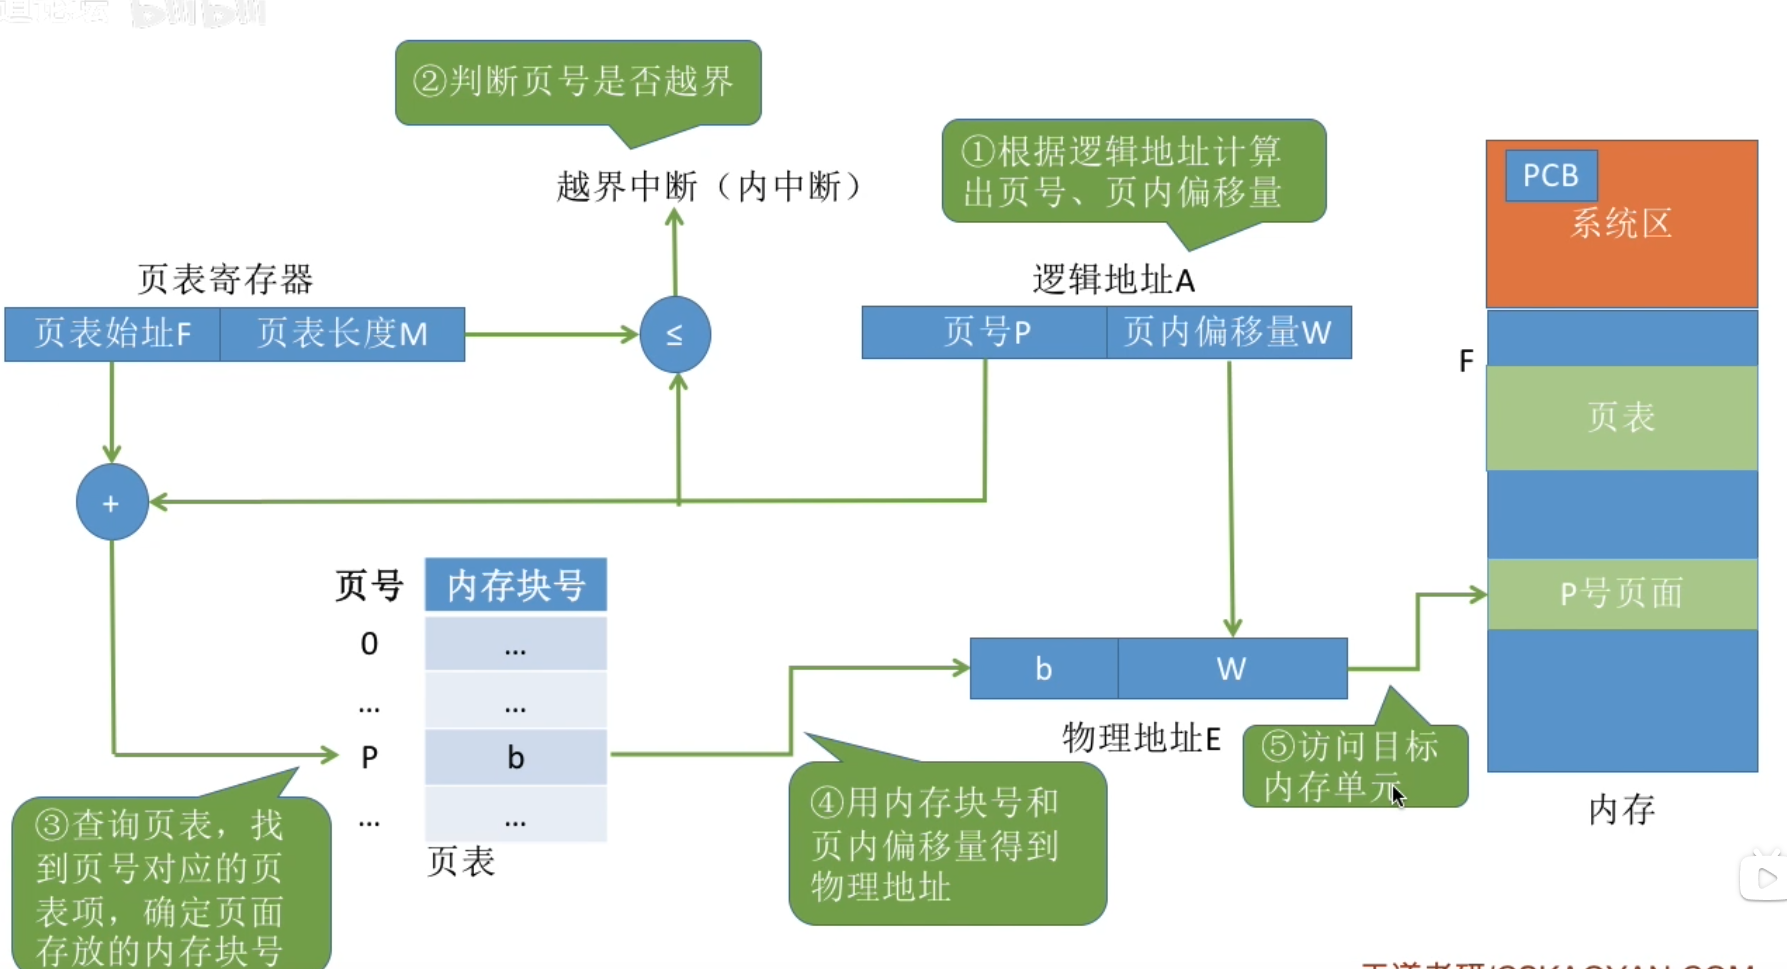 bilibili
②判断页号是否越界
越界中断（内中断）
①根据逻辑地址计算
出页号、页内偏移量
PCB
系统区
页表寄存器
页表始址F
页表长度M
≤
逻辑地址A
页号P
页内偏移量W
F
页表
+
页号
内存块号
0
...
...
...
P
b
...
...
页表
b
W
物理地址E
P号页面
内存
③查询页表，找
到页号对应的页
表项，确定页面
存放的内存块号
④用内存块号和
页内偏移量得到
物理地址
⑤访问目标
内存单元